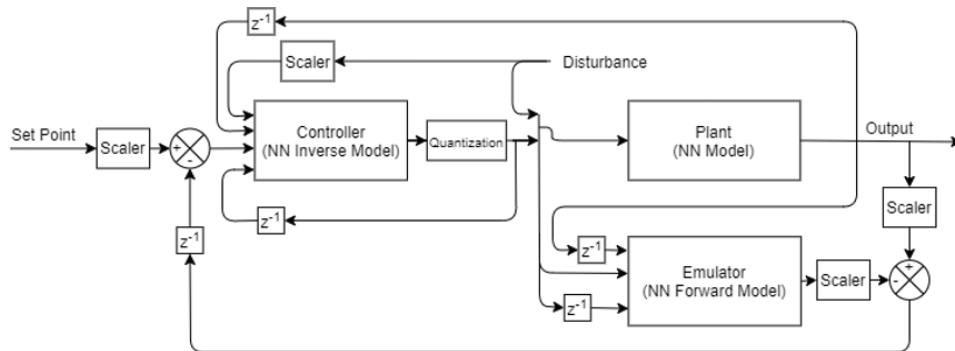 z-1
Scaler
Disturbance
Set Point
Scaler
+
-
Controller
(NN Inverse Model)
Quantization
Plant
(NN Model)
Output
z-1
z-1
Scaler
z-1
Emulator
(NN Forward Model)
Scaler
+
-
z-1